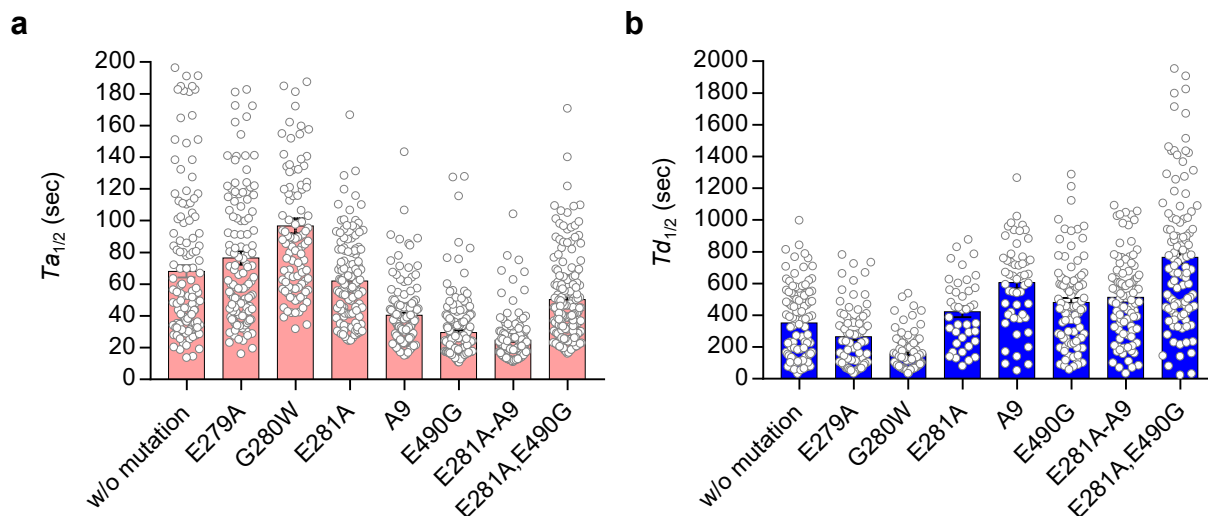 a
b
Ta1/2 (sec)
200
180
160
140
120
100
80
60
40
20
0
w/o mutation
E279A
G280W
E281A
A9
E490G
E281A-A9
E281A,E490G
Td1/2 (sec)
2000
1800
1600
1400
1200
1000
800
600
400
200
0
w/o mutation
E279A
G280W
E281A
A9
E490G
E281A-A9
E281A,E490G